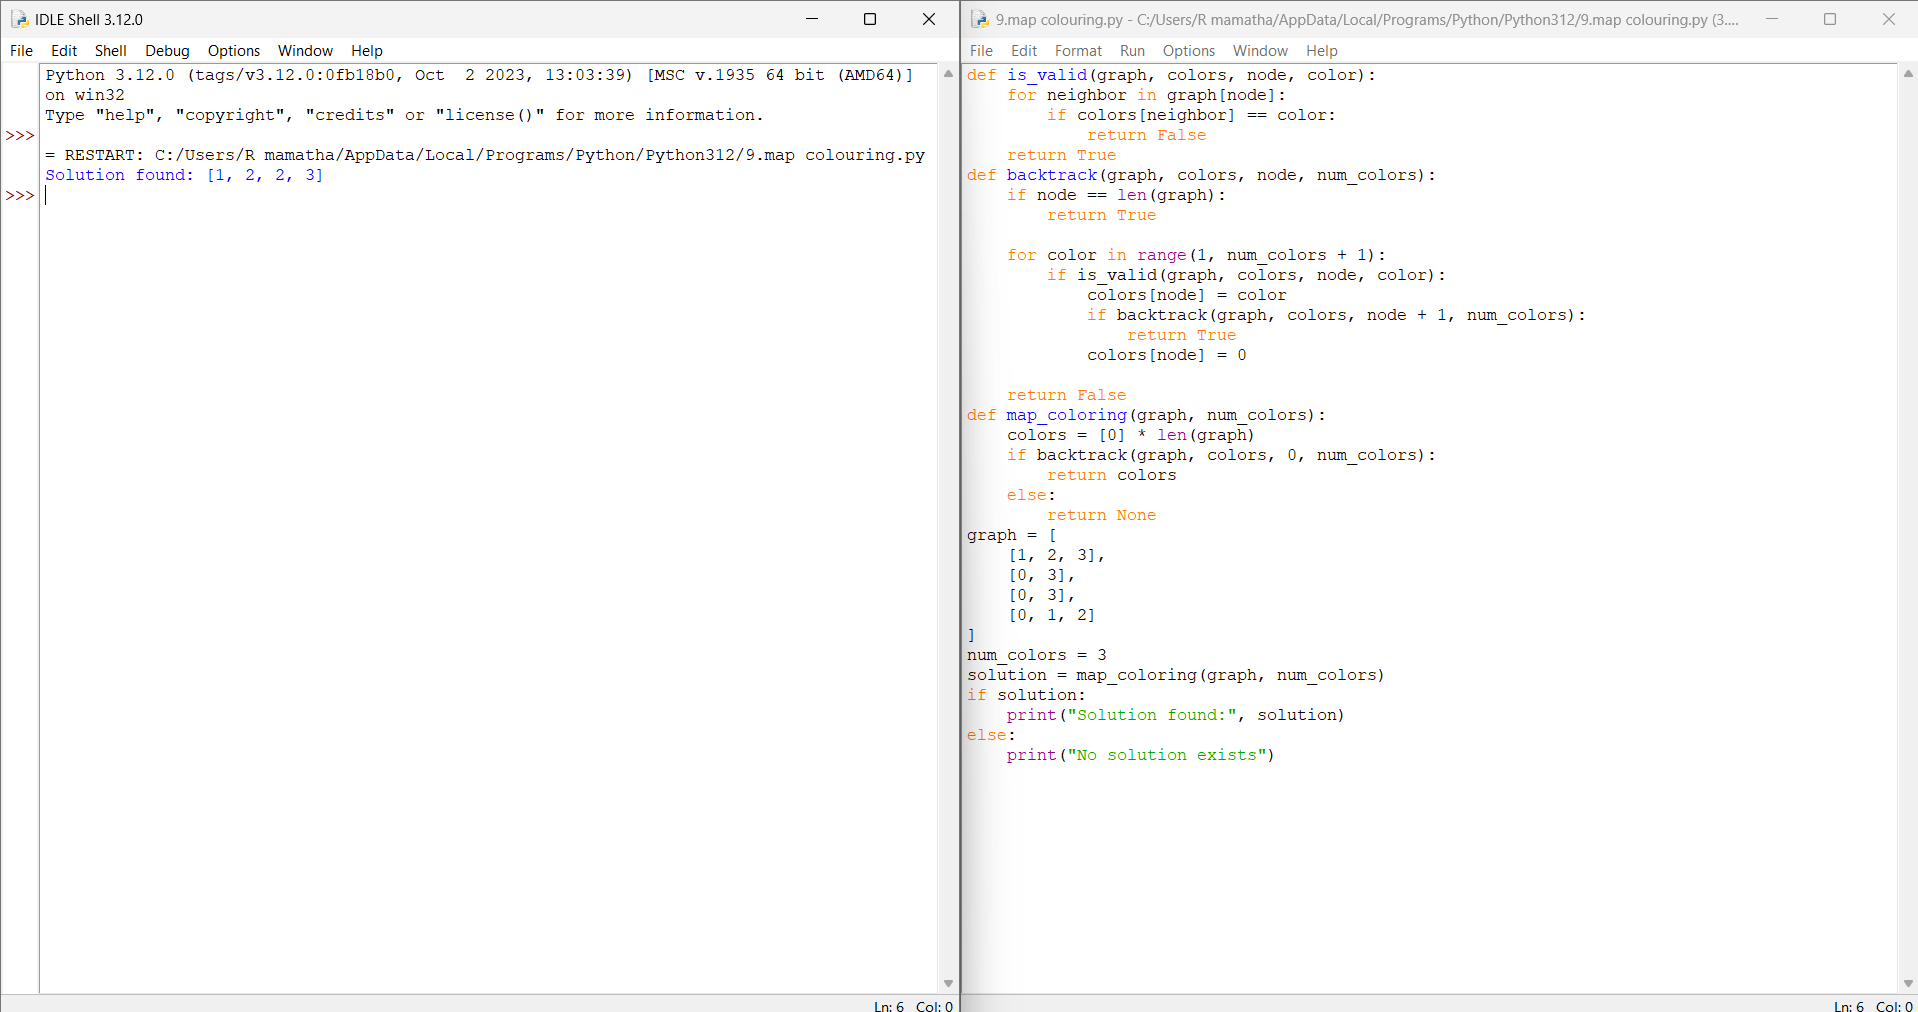 IDLE Shell 3.12.0
File Edit Shell Debug Options Window Help
Python 3.12.0 (tags/v3.12.0:0fb18b0, Oct  2 2023, 13:03:39) [MSC v.1935 64 bit (AMD64)]
on win32
Type "help", "copyright", "credits" or "license()" for more information.
>>>
= RESTART: C:/Users/R mamatha/AppData/Local/Programs/Python/Python312/9.map colouring.py
Solution found: [1, 2, 2, 3]
>>>
Ln: 6 Col: 0
9.map colouring.py - C:/Users/R mamatha/AppData/Local/Programs/Python/Python312/9.map colouring.py (3....
File Edit Format Run Options Window Help
def is_valid(graph, colors, node, color):
    for neighbor in graph[node]:
        if colors[neighbor] == color:
            return False
    return True
def backtrack(graph, colors, node, num_colors):
    if node == len(graph):
        return True
    for color in range(1, num_colors + 1):
        if is_valid(graph, colors, node, color):
            colors[node] = color
            if backtrack(graph, colors, node + 1, num_colors):
                return True
            colors[node] = 0
    return False
def map_coloring(graph, num_colors):
    colors = [0] * len(graph)
    if backtrack(graph, colors, 0, num_colors):
        return colors
    else:
        return None
graph = [
    [1, 2, 3],
    [0, 3],
    [0, 3],
    [0, 1, 2]
]
num_colors = 3
solution = map_coloring(graph, num_colors)
if solution:
    print("Solution found:", solution)
else:
    print("No solution exists")
Ln: 6 Col: 0